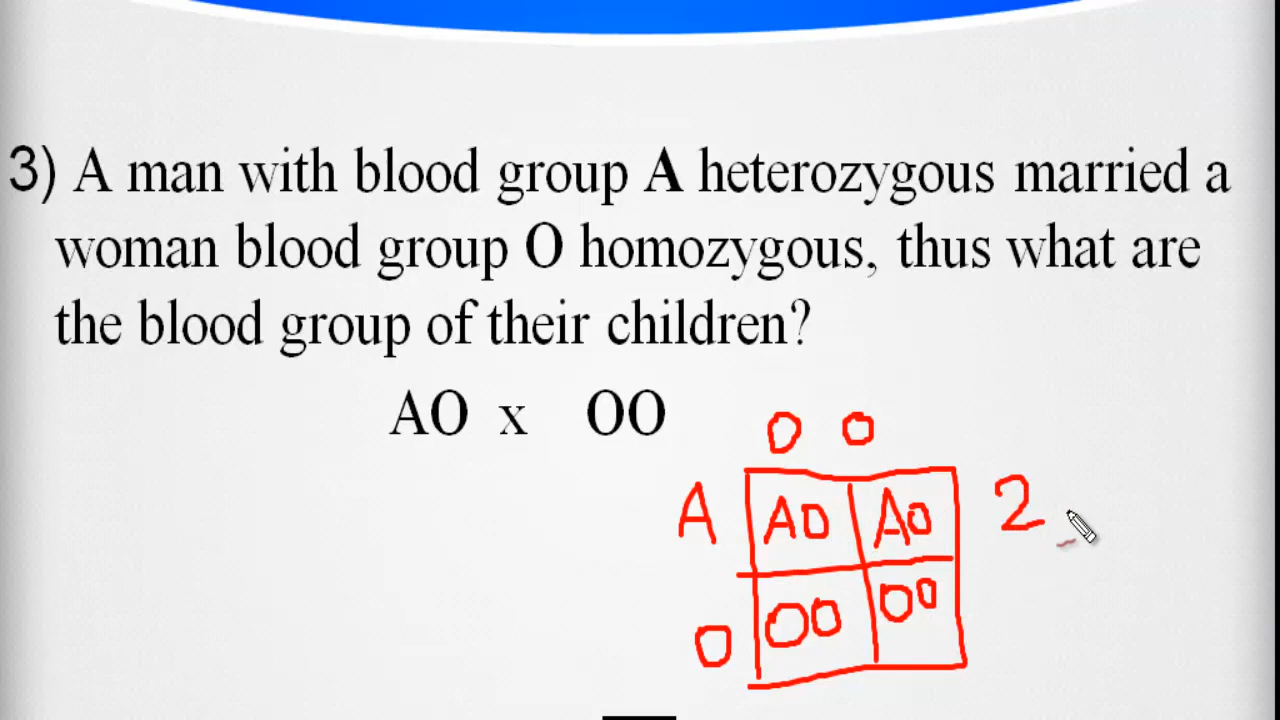 3) A man with blood group A heterozygous married a
woman blood group O homozygous, thus what are
the blood group of their children?
AO x OO
O O
A AO AO 2
O OO OO